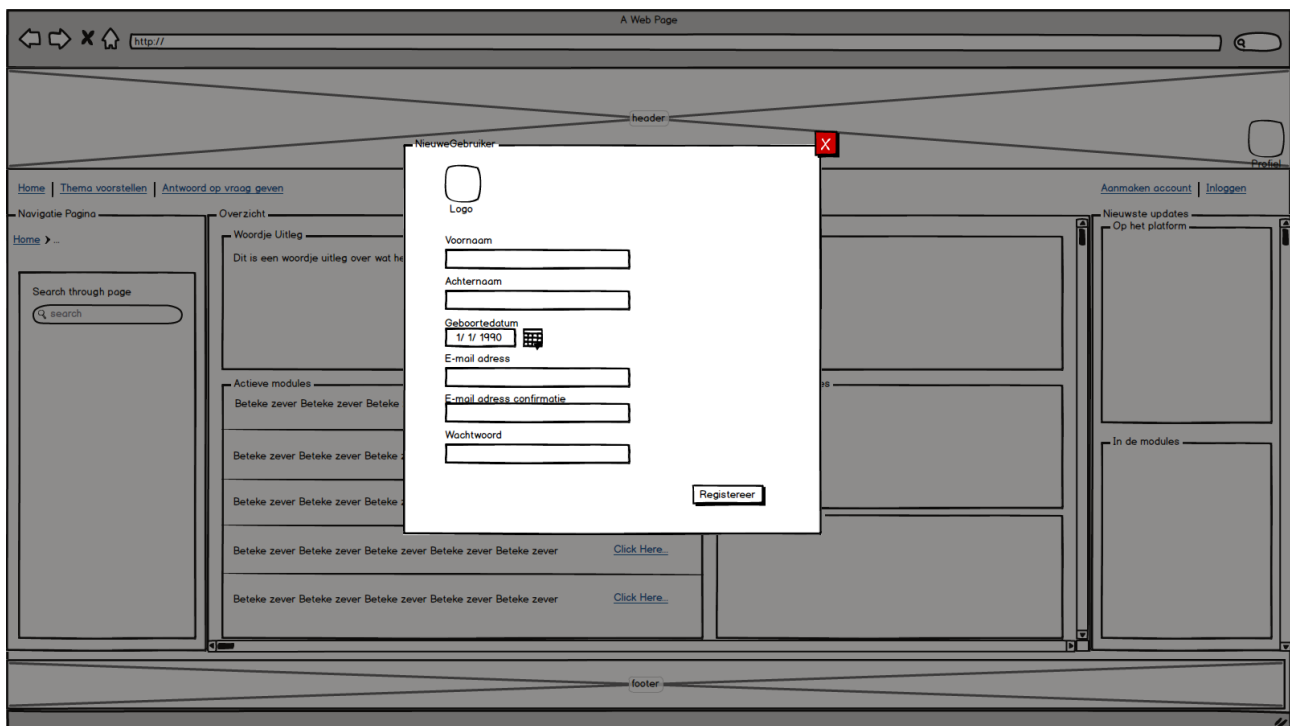 A Web Page
http://
header
Profiel
Home | Thema voorstellen | Antwoord op vraag geven
Aanmaken account | Inloggen
Navigatie Pagina
Home > ...
Search through page
search
Overzicht
Woordje Uitleg
Dit is een woordje uitleg over wat he
Actieve modules
Beteke zever Beteke zever Beteke
Beteke zever Beteke zever Beteke
Beteke zever Beteke zever Beteke
Beteke zever Beteke zever Beteke zever Beteke zever Beteke zever
Click Here...
Beteke zever Beteke zever Beteke zever Beteke zever Beteke zever
Click Here...
NieuweGebruiker
X
Logo
Voornaam
Achternaam
Geboortedatum
1/ 1/ 1990
E-mail adress
E-mail adress confirmatie
Wachtwoord
Registereer
Nieuwste updates
Op het platform
In de modules
footer